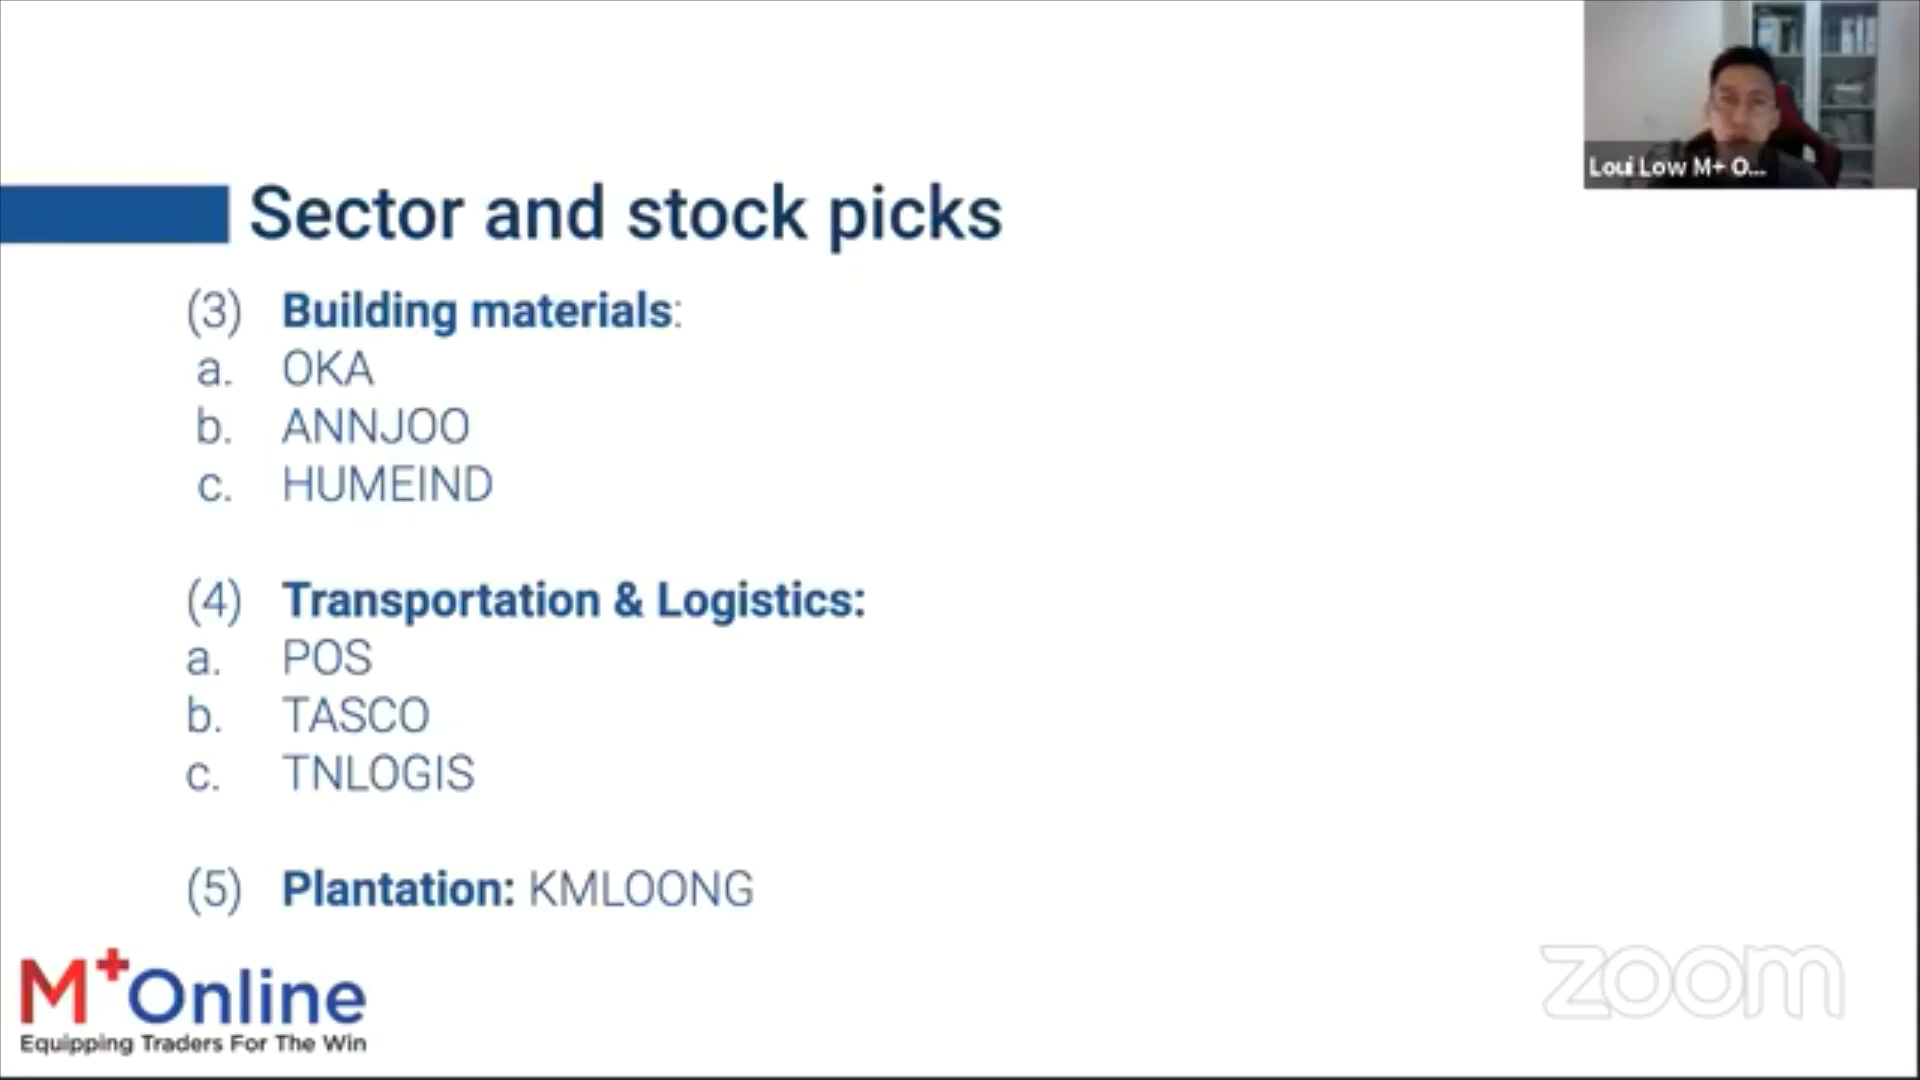 Loui Low M+ O...
Sector and stock picks
(3) Building materials:
a. OKA
b. ANNJOO
c. HUMEIND
(4) Transportation & Logistics:
a. POS
b. TASCO
c. TNLOGIS
(5) Plantation: KMLOONG
M+Online
Equipping Traders For The Win
zoom